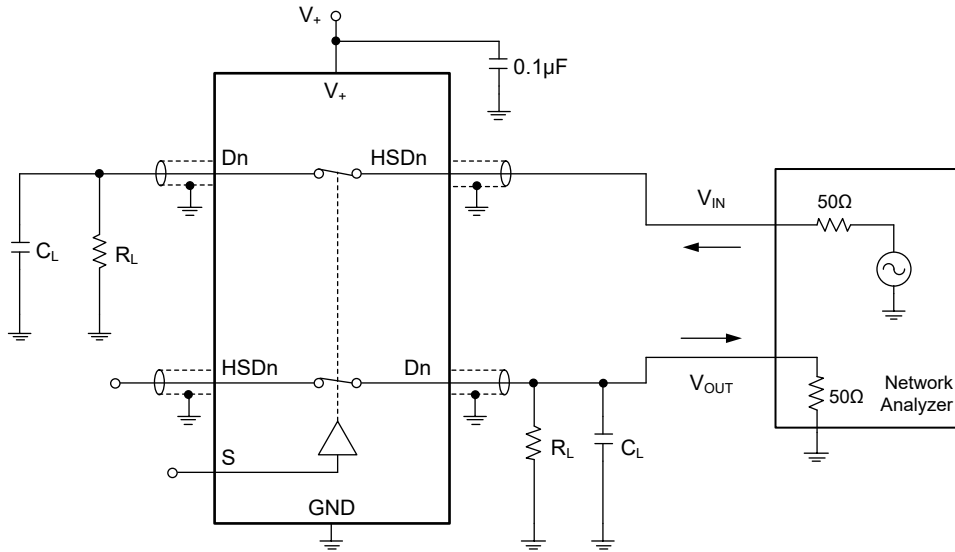 V+
0.1µF
V+
Dn
HSDn
VIN
50Ω
CL
RL
HSDn
Dn
VOUT
50Ω
Network
Analyzer
S
RL
CL
GND